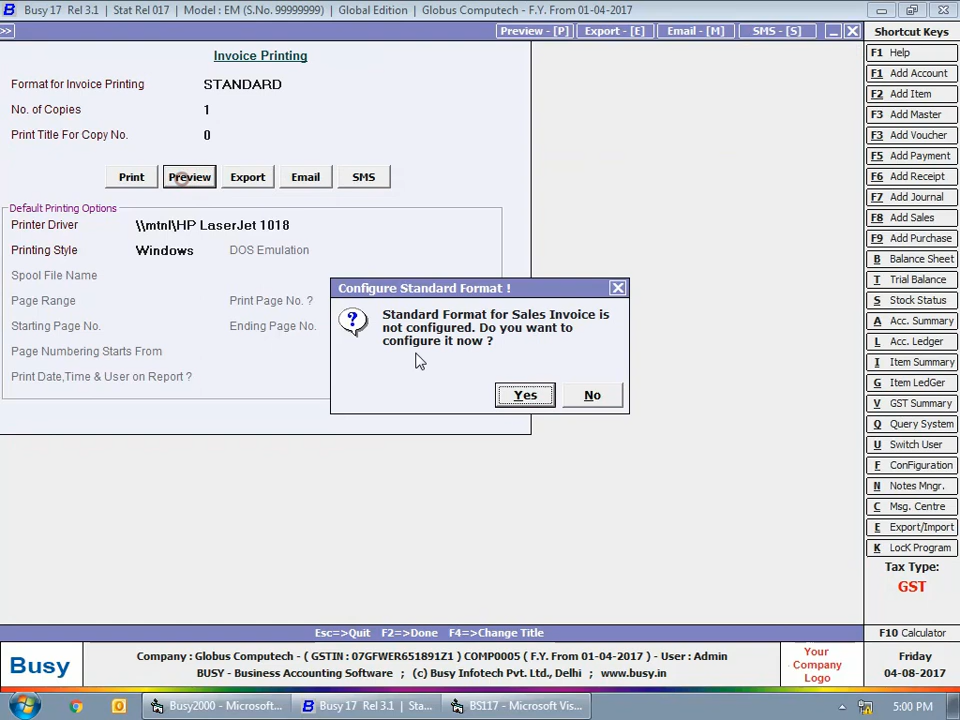 Busy 17 Rel 3.1 | Stat Rel 017 | Model : EM (S.No. 99999999) | Global Edition | Globus Computech - F.Y. From 01-04-2017
>> Preview - [P] Export - [E] Email - [M] SMS - [S]
Invoice Printing
Format for Invoice Printing STANDARD
No. of Copies 1
Print Title For Copy No. 0
Print Preview Export Email SMS
Default Printing Options
Printer Driver \\mtnl\HP LaserJet 1018
Printing Style Windows DOS Emulation
Spool File Name
Page Range Print Page No. ?
Starting Page No. Ending Page No.
Page Numbering Starts From
Print Date,Time & User on Report ?
Configure Standard Format !
Standard Format for Sales Invoice is
not configured. Do you want to
configure it now ?
Yes No
Shortcut Keys
F1 Help
F1 Add Account
F2 Add Item
F3 Add Master
F3 Add Voucher
F5 Add Payment
F6 Add Receipt
F7 Add Journal
F8 Add Sales
F9 Add Purchase
B Balance Sheet
T Trial Balance
S Stock Status
A Acc. Summary
L Acc. Ledger
I Item Summary
G Item LedGer
V GST Summary
Q Query System
U Switch User
F ConFiguration
N Notes Mngr.
C Msg. Centre
E Export/Import
K LocK Program
Tax Type:
GST
F10 Calculator
Esc=>Quit F2=>Done F4=>Change Title
Busy
Company : Globus Computech - ( GSTIN : 07GFWER651891Z1 ) COMP0005 ( F.Y. From 01-04-2017 ) - User : Admin
BUSY - Business Accounting Software ; (c) Busy Infotech Pvt. Ltd., Delhi ; www.busy.in
Your
Company
Logo
Friday
04-08-2017
Busy2000 - Microsoft... Busy 17 Rel 3.1 | Sta... BS117 - Microsoft Vis... 5:00 PM